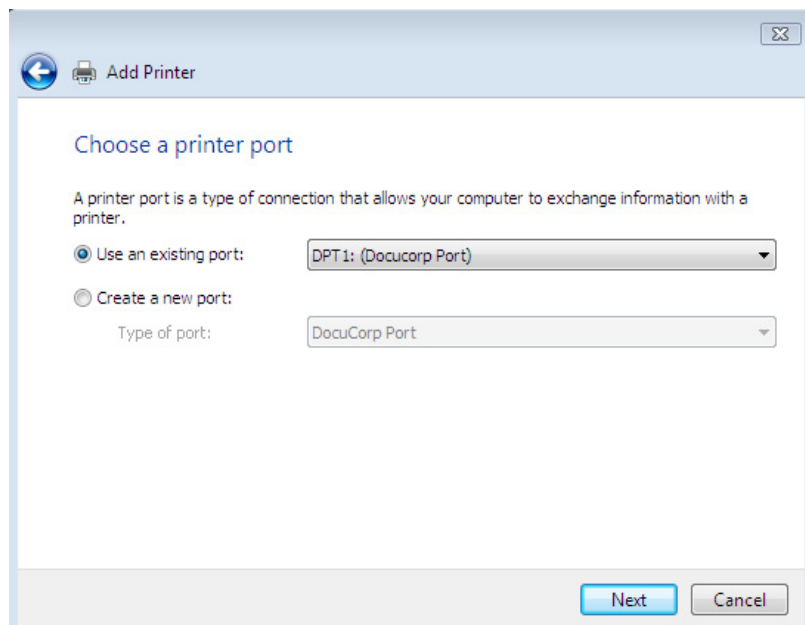 Add Printer
Choose a printer port
A printer port is a type of connection that allows your computer to exchange information with a
printer.
Use an existing port: DPT1: (Docucorp Port)
Create a new port:
Type of port: DocuCorp Port
Next Cancel